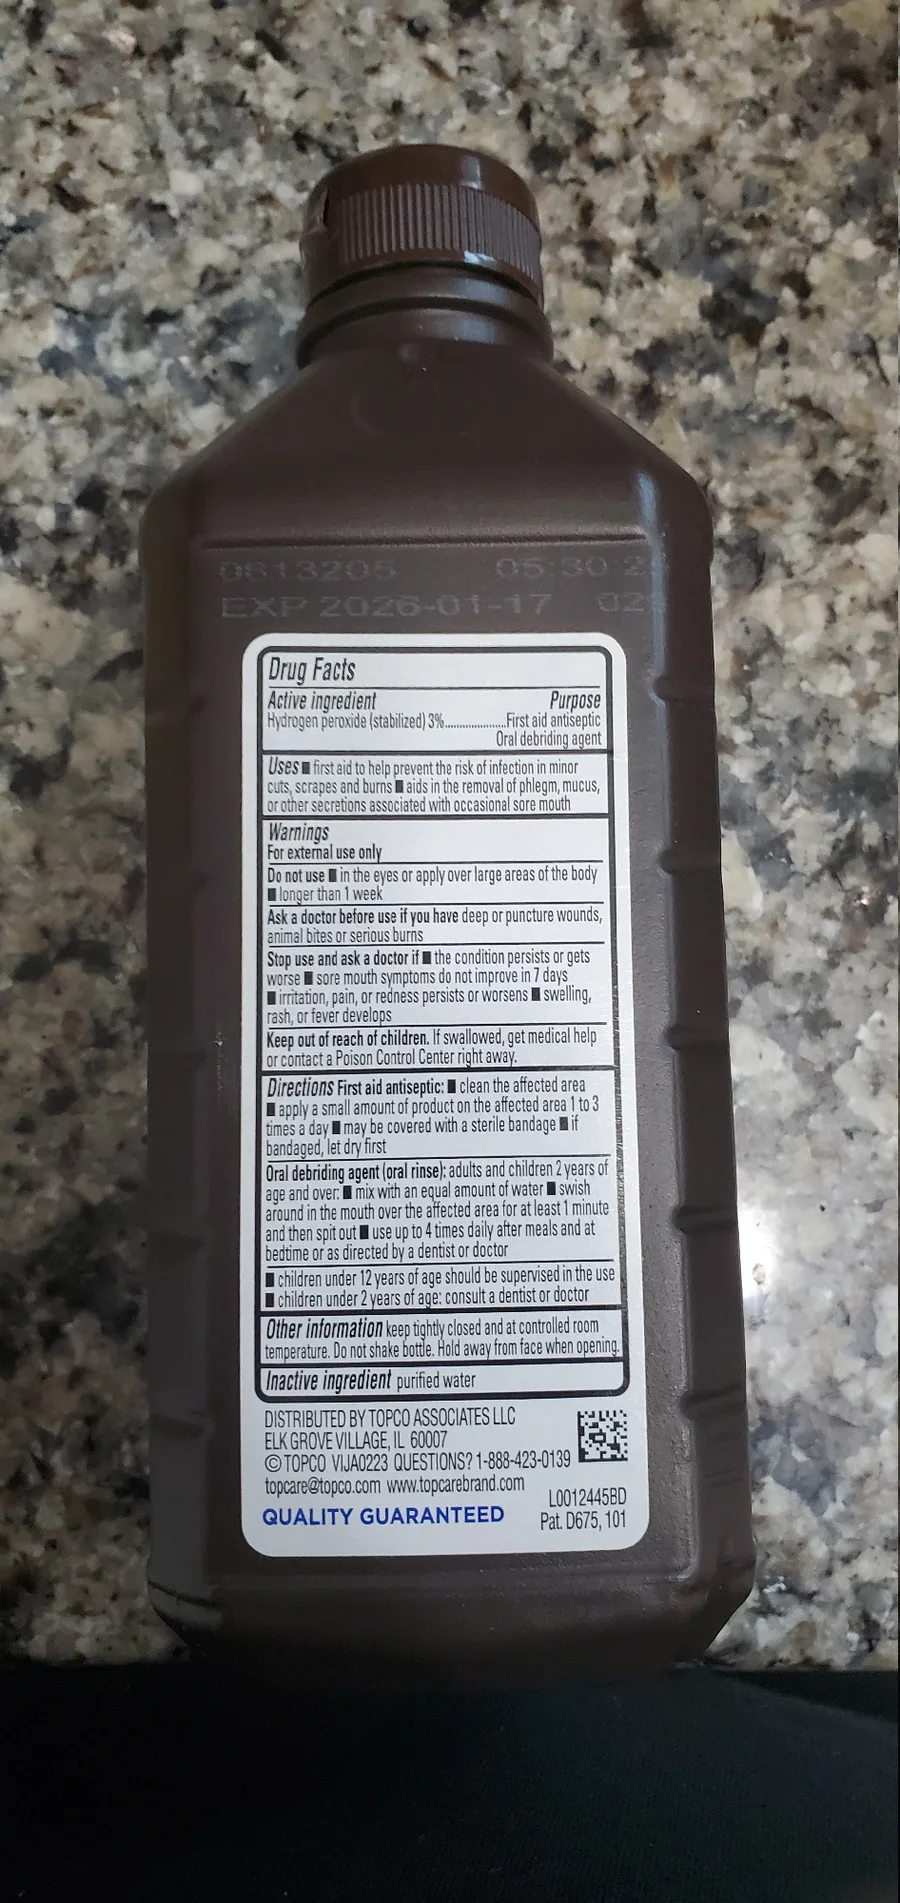 0613205 05:30 2
EXP 2026-01-17 02
Drug Facts
Active ingredient Purpose
Hydrogen peroxide (stabilized) 3%.....................First aid antiseptic
Oral debriding agent
Uses ■ first aid to help prevent the risk of infection in minor
cuts, scrapes and burns ■ aids in the removal of phlegm, mucus,
or other secretions associated with occasional sore mouth
Warnings
For external use only
Do not use ■ in the eyes or apply over large areas of the body
■ longer than 1 week
Ask a doctor before use if you have deep or puncture wounds,
animal bites or serious burns
Stop use and ask a doctor if ■ the condition persists or gets
worse ■ sore mouth symptoms do not improve in 7 days
■ irritation, pain, or redness persists or worsens ■ swelling,
rash, or fever develops
Keep out of reach of children. If swallowed, get medical help
or contact a Poison Control Center right away.
Directions First aid antiseptic: ■ clean the affected area
■ apply a small amount of product on the affected area 1 to 3
times a day ■ may be covered with a sterile bandage ■ if
bandaged, let dry first
Oral debriding agent (oral rinse): adults and children 2 years of
age and over: ■ mix with an equal amount of water ■ swish
around in the mouth over the affected area for at least 1 minute
and then spit out ■ use up to 4 times daily after meals and at
bedtime or as directed by a dentist or doctor
■ children under 12 years of age should be supervised in the use
■ children under 2 years of age: consult a dentist or doctor
Other information keep tightly closed and at controlled room
temperature. Do not shake bottle. Hold away from face when opening.
Inactive ingredient purified water
DISTRIBUTED BY TOPCO ASSOCIATES LLC
ELK GROVE VILLAGE, IL 60007
© TOPCO VIJA0223 QUESTIONS? 1-888-423-0139
topcare@topco.com www.topcarebrand.com
L0012445BD
QUALITY GUARANTEED
Pat. D675, 101